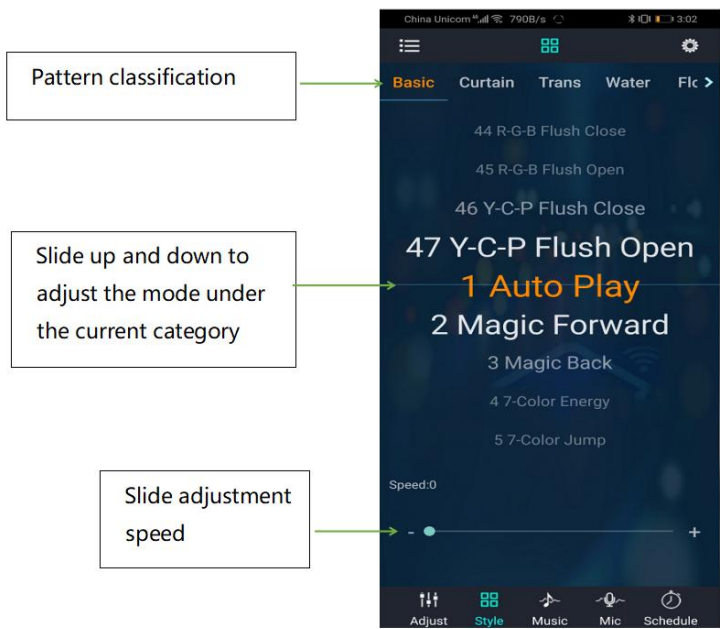 China Unicom 4G 790B/s 3:02
Pattern classification
Basic Curtain Trans Water Flc >
44 R-G-B Flush Close
45 R-G-B Flush Open
46 Y-C-P Flush Close
47 Y-C-P Flush Open
Slide up and down to
adjust the mode under
the current category
1 Auto Play
2 Magic Forward
3 Magic Back
4 7-Color Energy
5 7-Color Jump
Speed:0
Slide adjustment
speed
- +
Adjust Style Music Mic Schedule